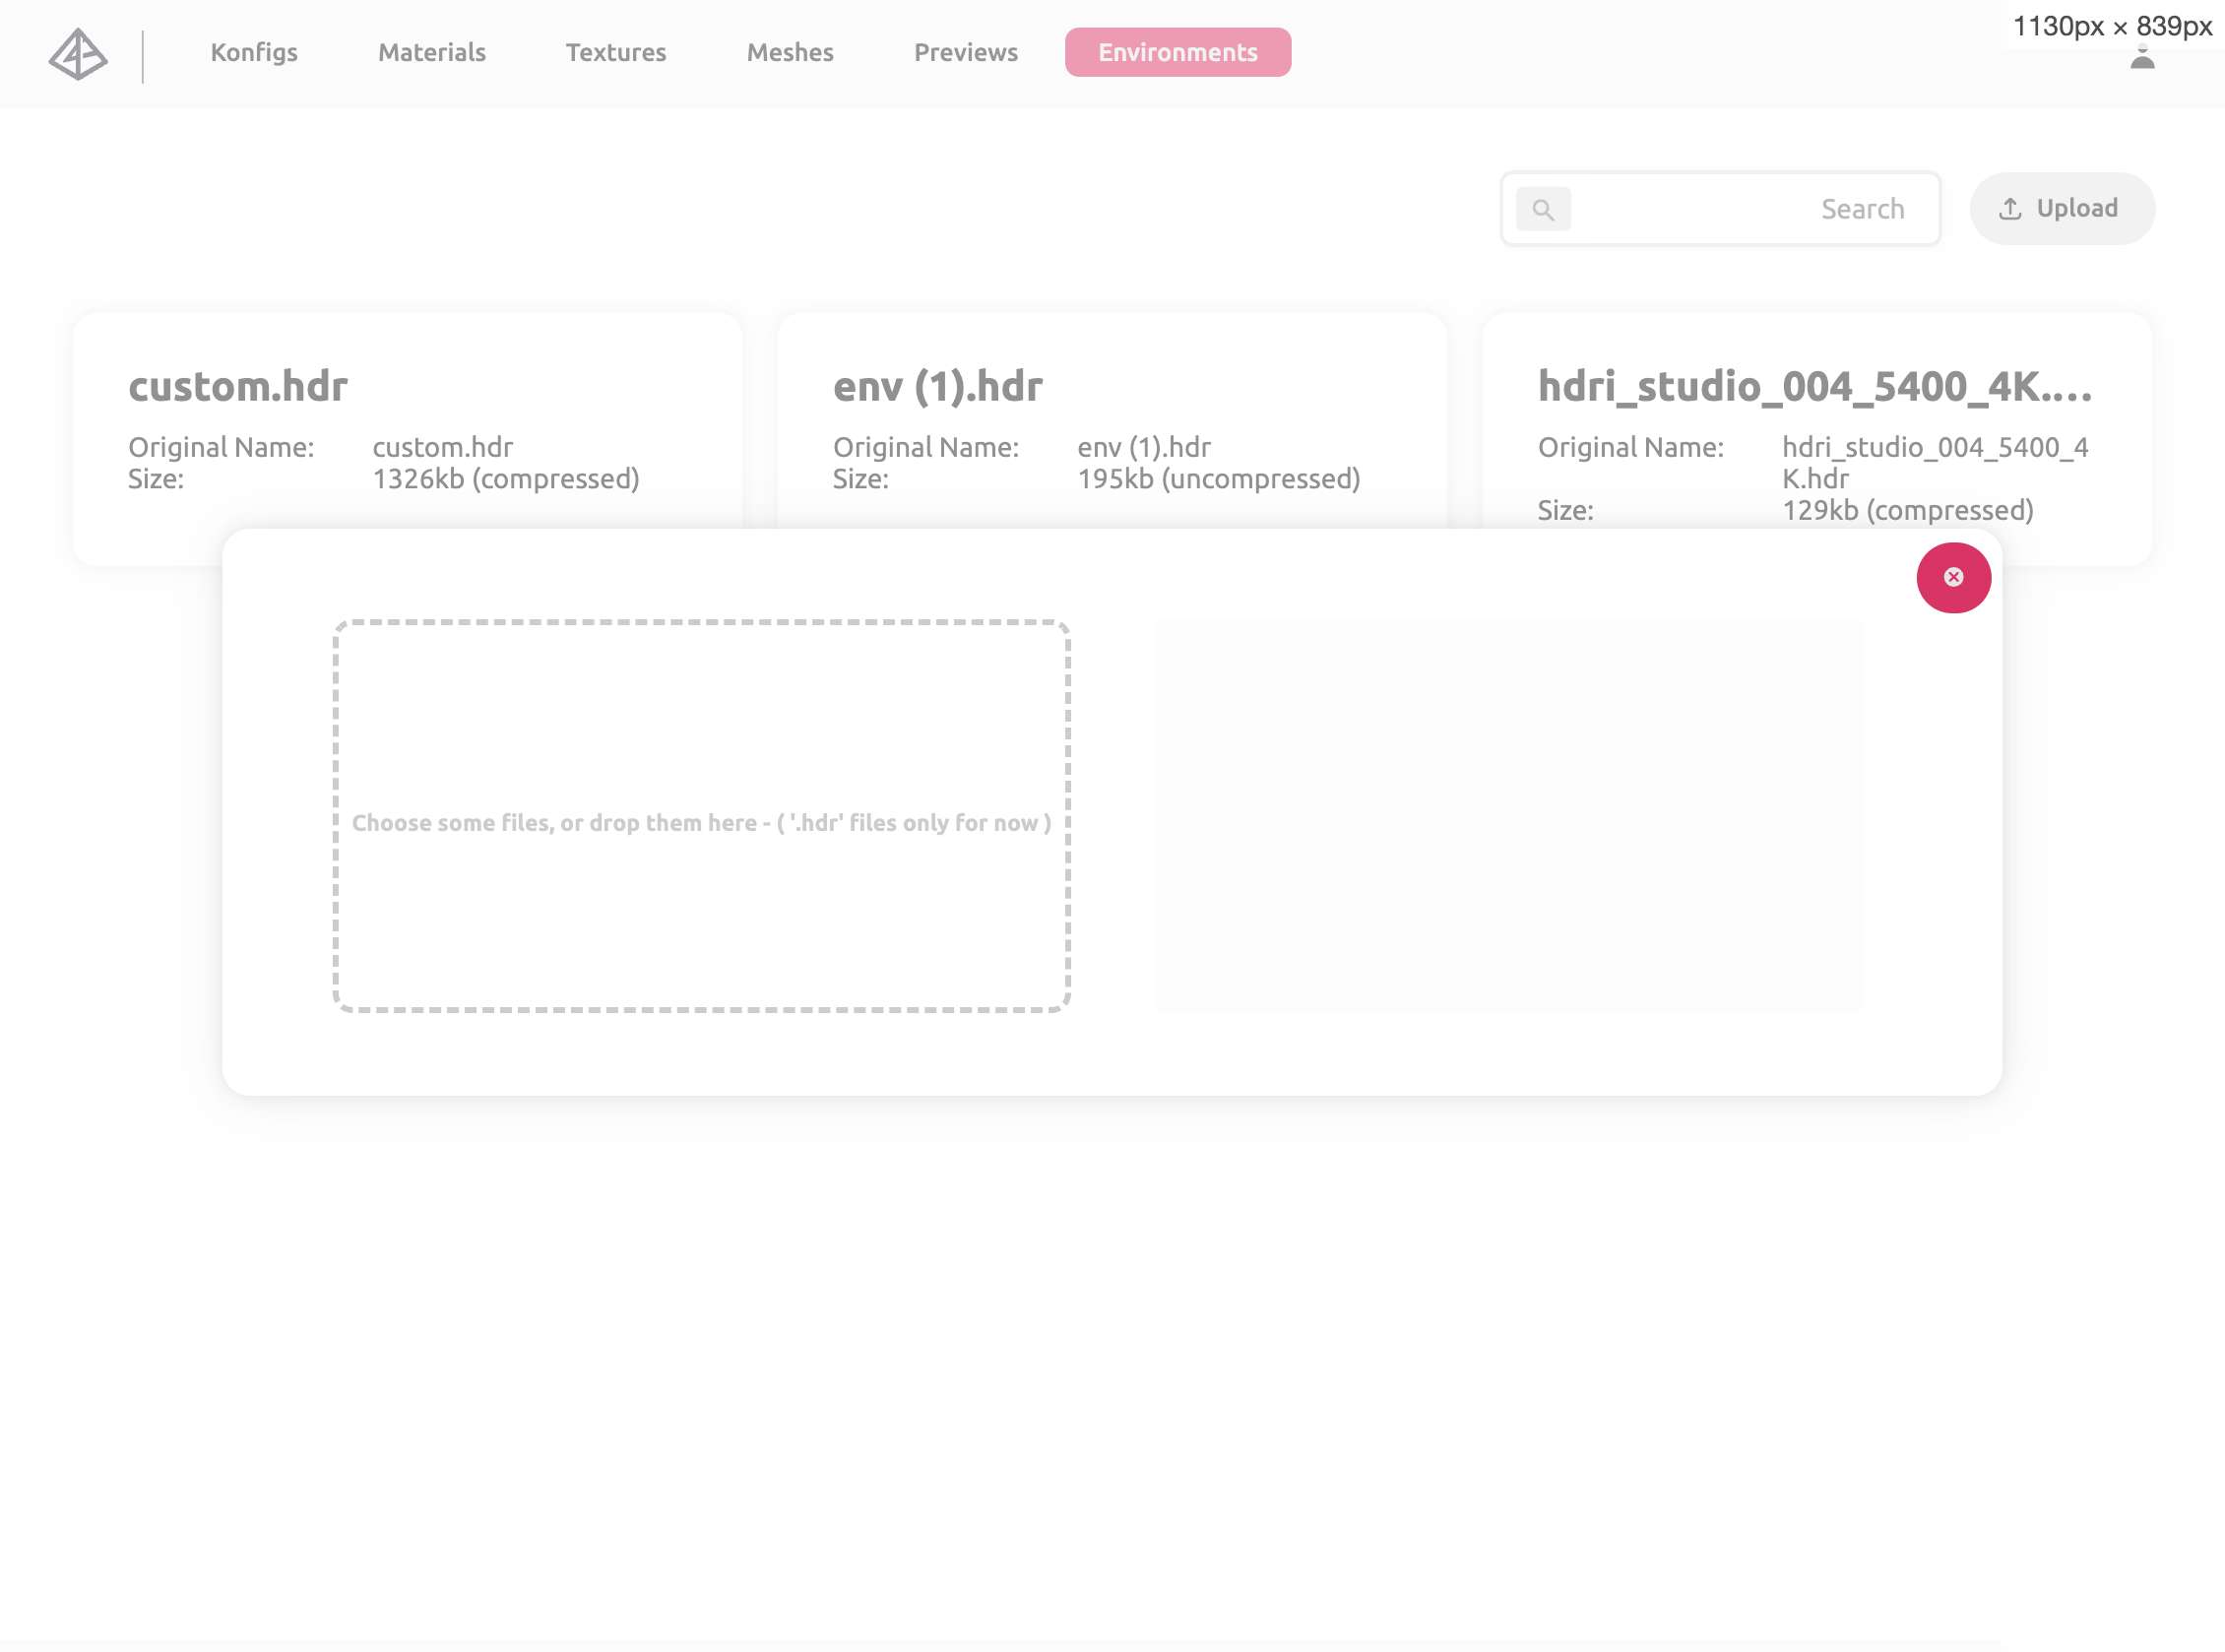 1130px × 839px
Konfigs Materials Textures Meshes Previews Environments
Search Upload
custom.hdr
Original Name: custom.hdr
Size: 1326kb (compressed)
env (1).hdr
Original Name: env (1).hdr
Size: 195kb (uncompressed)
hdri_studio_004_5400_4K....
Original Name: hdri_studio_004_5400_4
K.hdr
Size: 129kb (compressed)
Choose some files, or drop them here - ( '.hdr' files only for now )